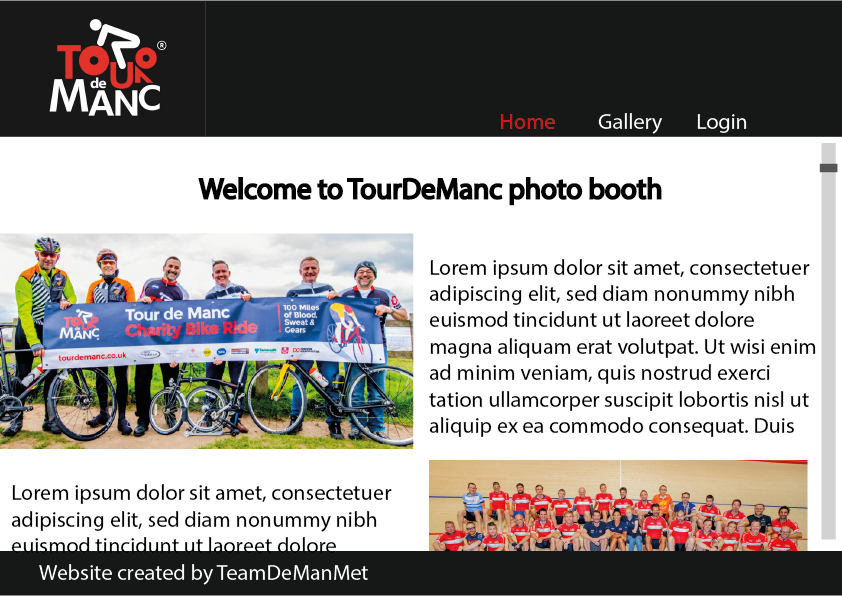 TOUR®
de
MANC
Home Gallery Login
Welcome to TourDeManc photo booth
TOUR
de
MANC
Tour de Manc
Charity Bike Ride
100 Miles
of Blood,
Sweat &
Gears
tourdemanc.co.uk
Lorem ipsum dolor sit amet, consectetuer
adipiscing elit, sed diam nonummy nibh
euismod tincidunt ut laoreet dolore
magna aliquam erat volutpat. Ut wisi enim
ad minim veniam, quis nostrud exerci
tation ullamcorper suscipit lobortis nisl ut
aliquip ex ea commodo consequat. Duis
Lorem ipsum dolor sit amet, consectetuer
adipiscing elit, sed diam nonummy nibh
euismod tincidunt ut laoreet dolore
Website created by TeamDeManMet